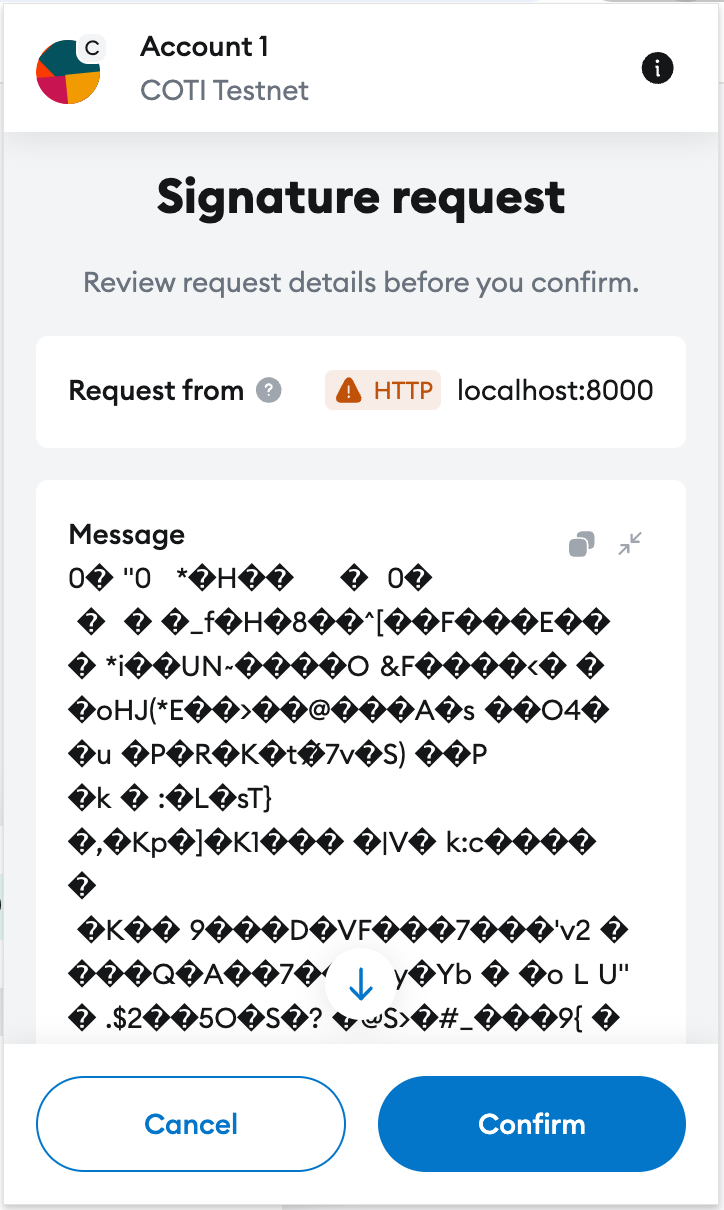 C
Account 1
COTI Testnet
Signature request
Review request details before you confirm.
Request from ? HTTP localhost:8000
Message
0� "0 *�H�� � 0�
� � �_f�H�8��^[��F���E��
� *i��UN~����O &F����<� �
�oHJ(*E��>��@���A�s ��O4�
�u �P�R�K�t�7v�S) ��P
�k � :�L�sT}
�,�Kp�]�K1��� �|V� k:c����
�
�K�� 9���D�VF���7���'v2 �
���Q�A��7� y�Yb � �o L U"
� .$2��5O�S�? �@S>�#_���9{ �
Cancel Confirm